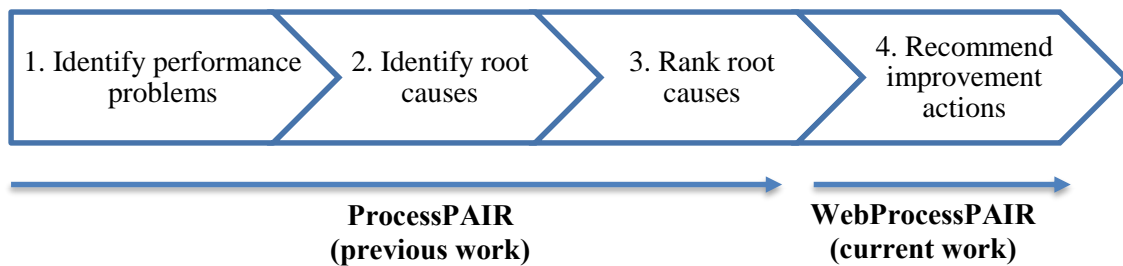 1. Identify performance
problems
2. Identify root
causes
3. Rank root
causes
4. Recommend
improvement
actions
ProcessPAIR
(previous work)
WebProcessPAIR
(current work)